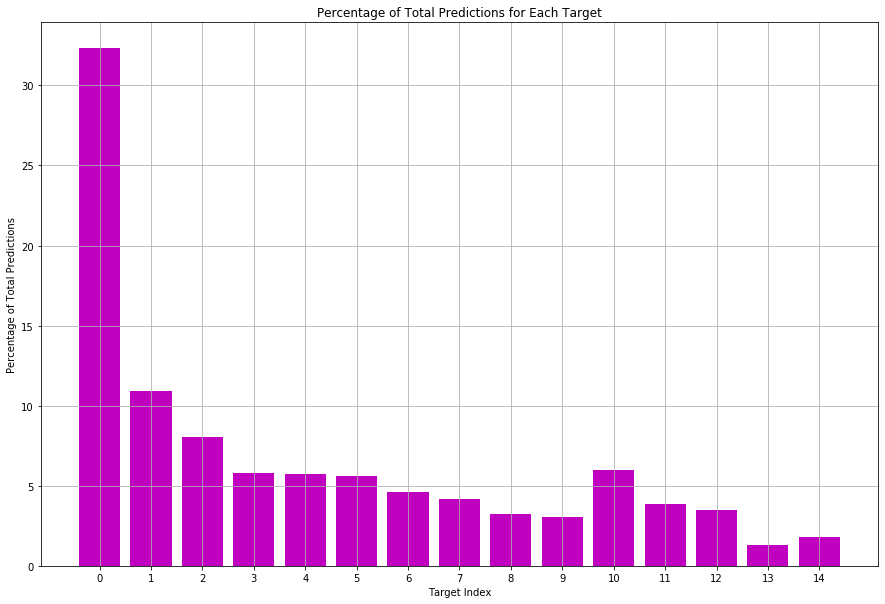 Percentage of Total Predictions for Each Target
Percentage of Total Predictions
30
25
20
15
10
5
0
0 1 2 3 4 5 6 7 8 9 10 11 12 13 14
Target Index